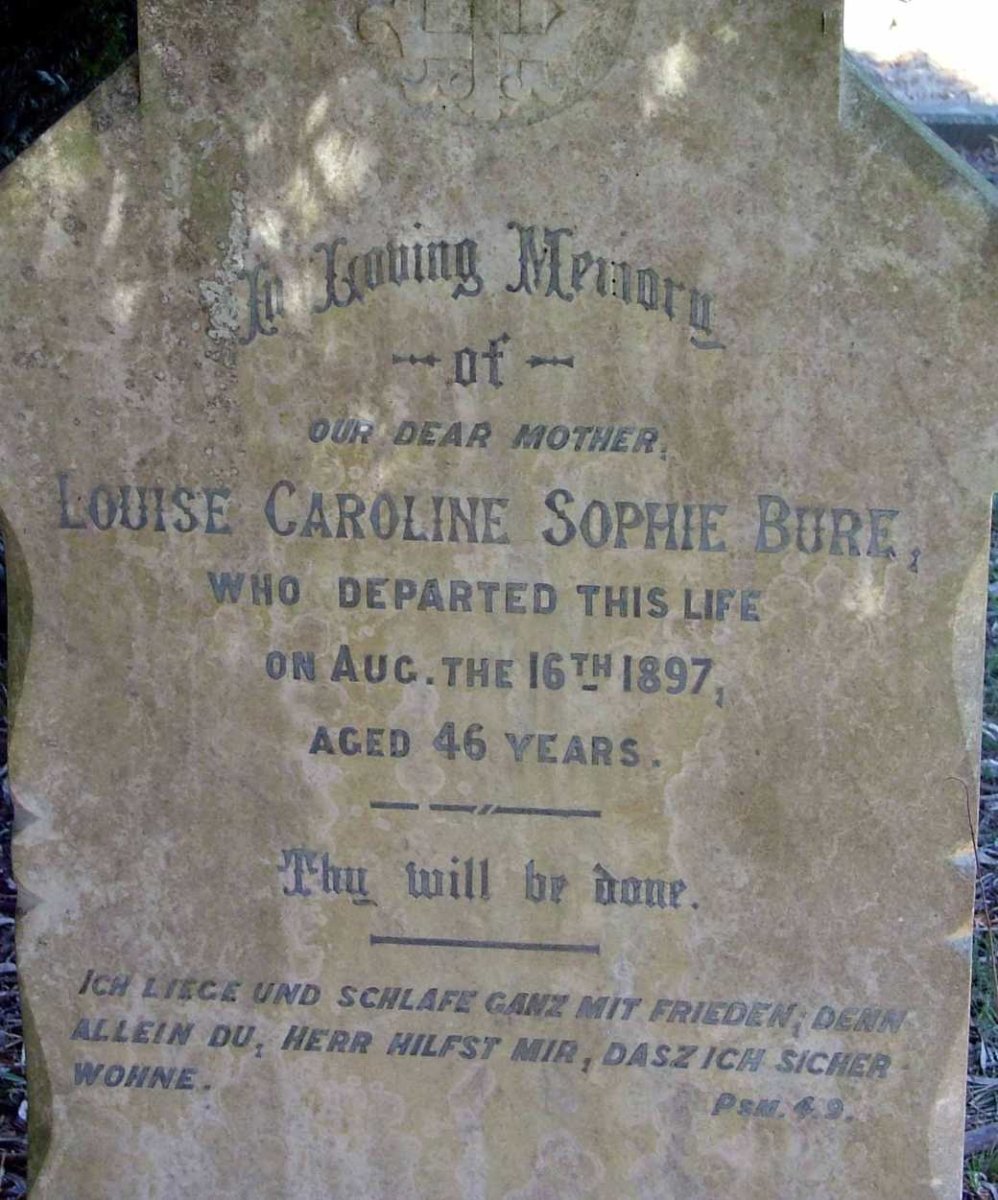 In Loving Memory
of
OUR DEAR MOTHER,
LOUISE CAROLINE SOPHIE BURE,
WHO DEPARTED THIS LIFE
ON AUG. THE 16TH 1897,
AGED 46 YEARS.
Thy will be done.
ICH LIEGE UND SCHLAFE GANZ MIT FRIEDEN; DENN
ALLEIN DU, HERR HILFST MIR, DASZ ICH SICHER
WOHNE.
PSM. 4.9.